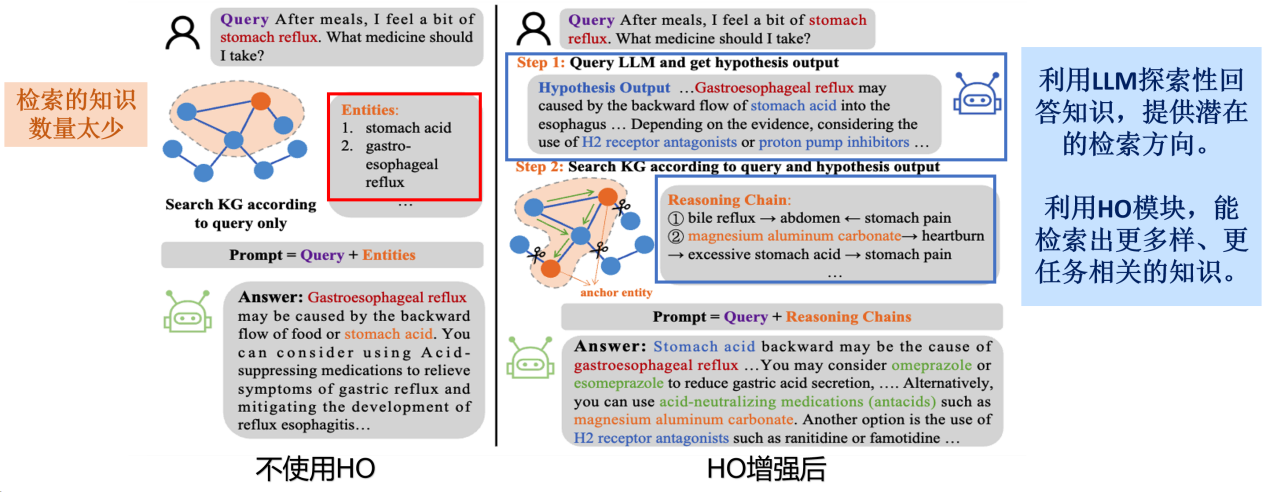 Query After meals, I feel a bit of
stomach reflux. What medicine should
I take?
检索的知识
数量太少
Entities:
1. stomach acid
2. gastro-
esophageal
reflux
...
Search KG according
to query only
Prompt = Query + Entities
Answer: Gastroesophageal reflux
may be caused by the backward
flow of food or stomach acid. You
can consider using Acid-
suppressing medications to relieve
symptoms of gastric reflux and
mitigating the development of
reflux esophagitis…
不使用HO
Query After meals, I feel a bit of stomach
reflux. What medicine should I take?
Step 1: Query LLM and get hypothesis output
Hypothesis Output …Gastroesophageal reflux may
caused by the backward flow of stomach acid into the
esophagus … Depending on the evidence, considering the
use of H2 receptor antagonists or proton pump inhibitors …
Step 2: Search KG according to query and hypothesis output
Reasoning Chain:
① bile reflux → abdomen ← stomach pain
② magnesium aluminum carbonate→ heartburn
→ excessive stomach acid → stomach pain
…
anchor entity
Prompt = Query + Reasoning Chains
Answer: Stomach acid backward may be the cause of
gastroesophageal reflux …You may consider omeprazole or
esomeprazole to reduce gastric acid secretion, …. Alternatively,
you can use acid-neutralizing medications (antacids) such as
magnesium aluminum carbonate. Another option is the use of
H2 receptor antagonists such as ranitidine or famotidine …
HO增强后
利用LLM探索性回
答知识，提供潜在
的检索方向。
利用HO模块，能
检索出更多样、更
任务相关的知识。